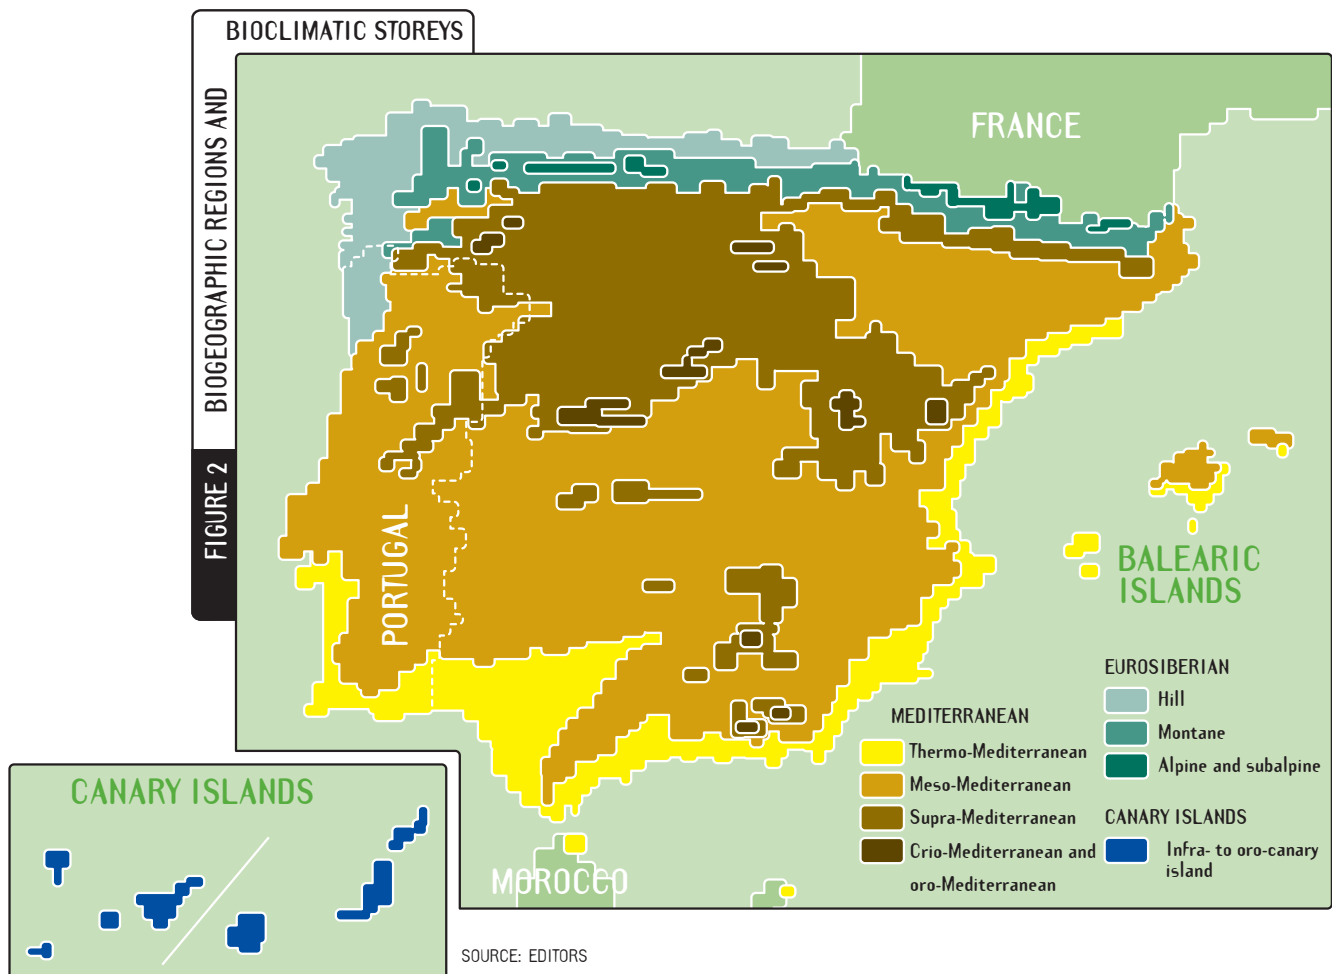 FIGURE 2
BIOGEOGRAPHIC REGIONS AND
BIOCLIMATIC STOREYS
FRANCE
PORTUGAL
BALEARIC
ISLANDS
MOROCCO
MEDITERRANEAN
Thermo-Mediterranean
Meso-Mediterranean
Supra-Mediterranean
Crio-Mediterranean and
oro-Mediterranean
EUROSIBERIAN
Hill
Montane
Alpine and subalpine
CANARY ISLANDS
Infra- to oro-canary
island
CANARY ISLANDS
SOURCE: EDITORS